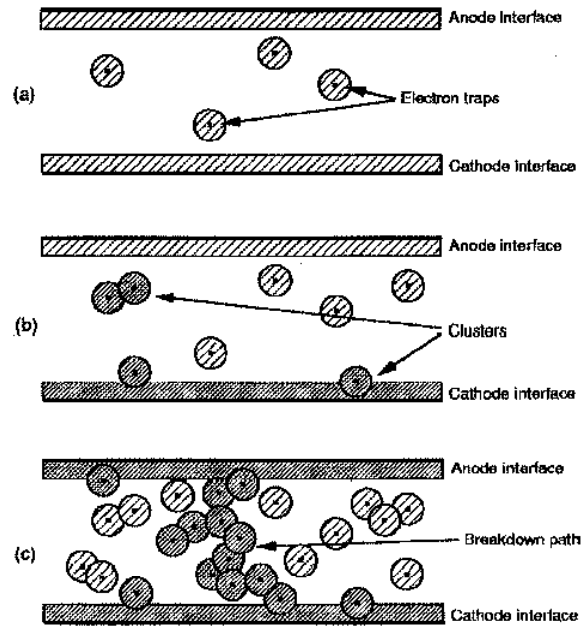 Anode interface
(a)
Electron traps
Cathode interface
Anode interface
(b)
Clusters
Cathode interface
Anode interface
(c)
Breakdown path
Cathode interface